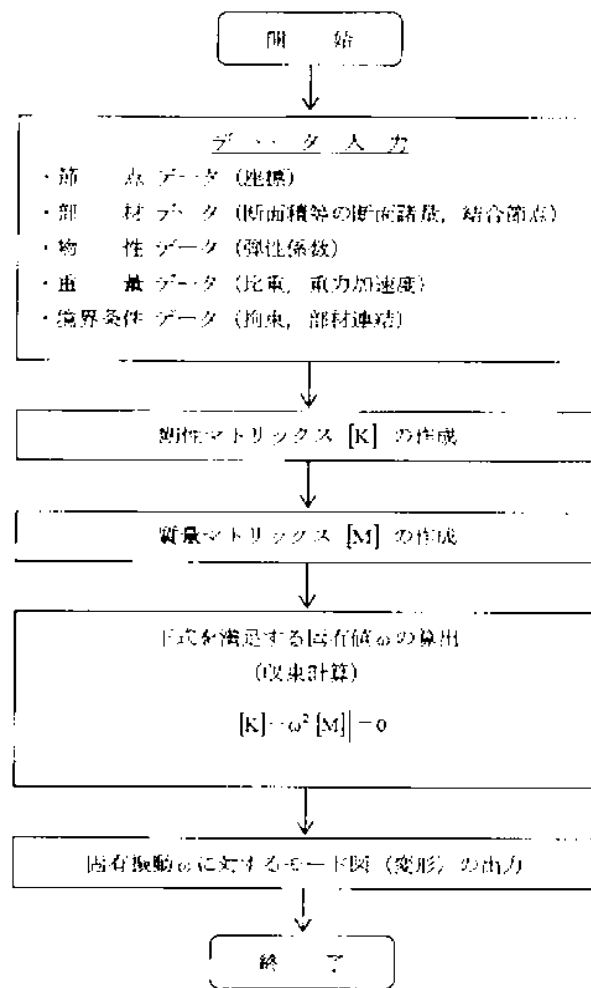 開 始
データ入力
・節 点 データ (座標)
・部 材 データ (断面積等の断面諸量, 結合節点)
・物 性 データ (弾性係数)
・重 量 データ (比重, 重力加速度)
・境界条件 データ (拘束, 部材連結)
剛性マトリックス [K] の作成
質量マトリックス [M] の作成
下式を満足する固有値ωの算出
(収束計算)
|[K]－ω²[M]|＝0
固有振動ωに対するモード図 (変形) の出力
終 了